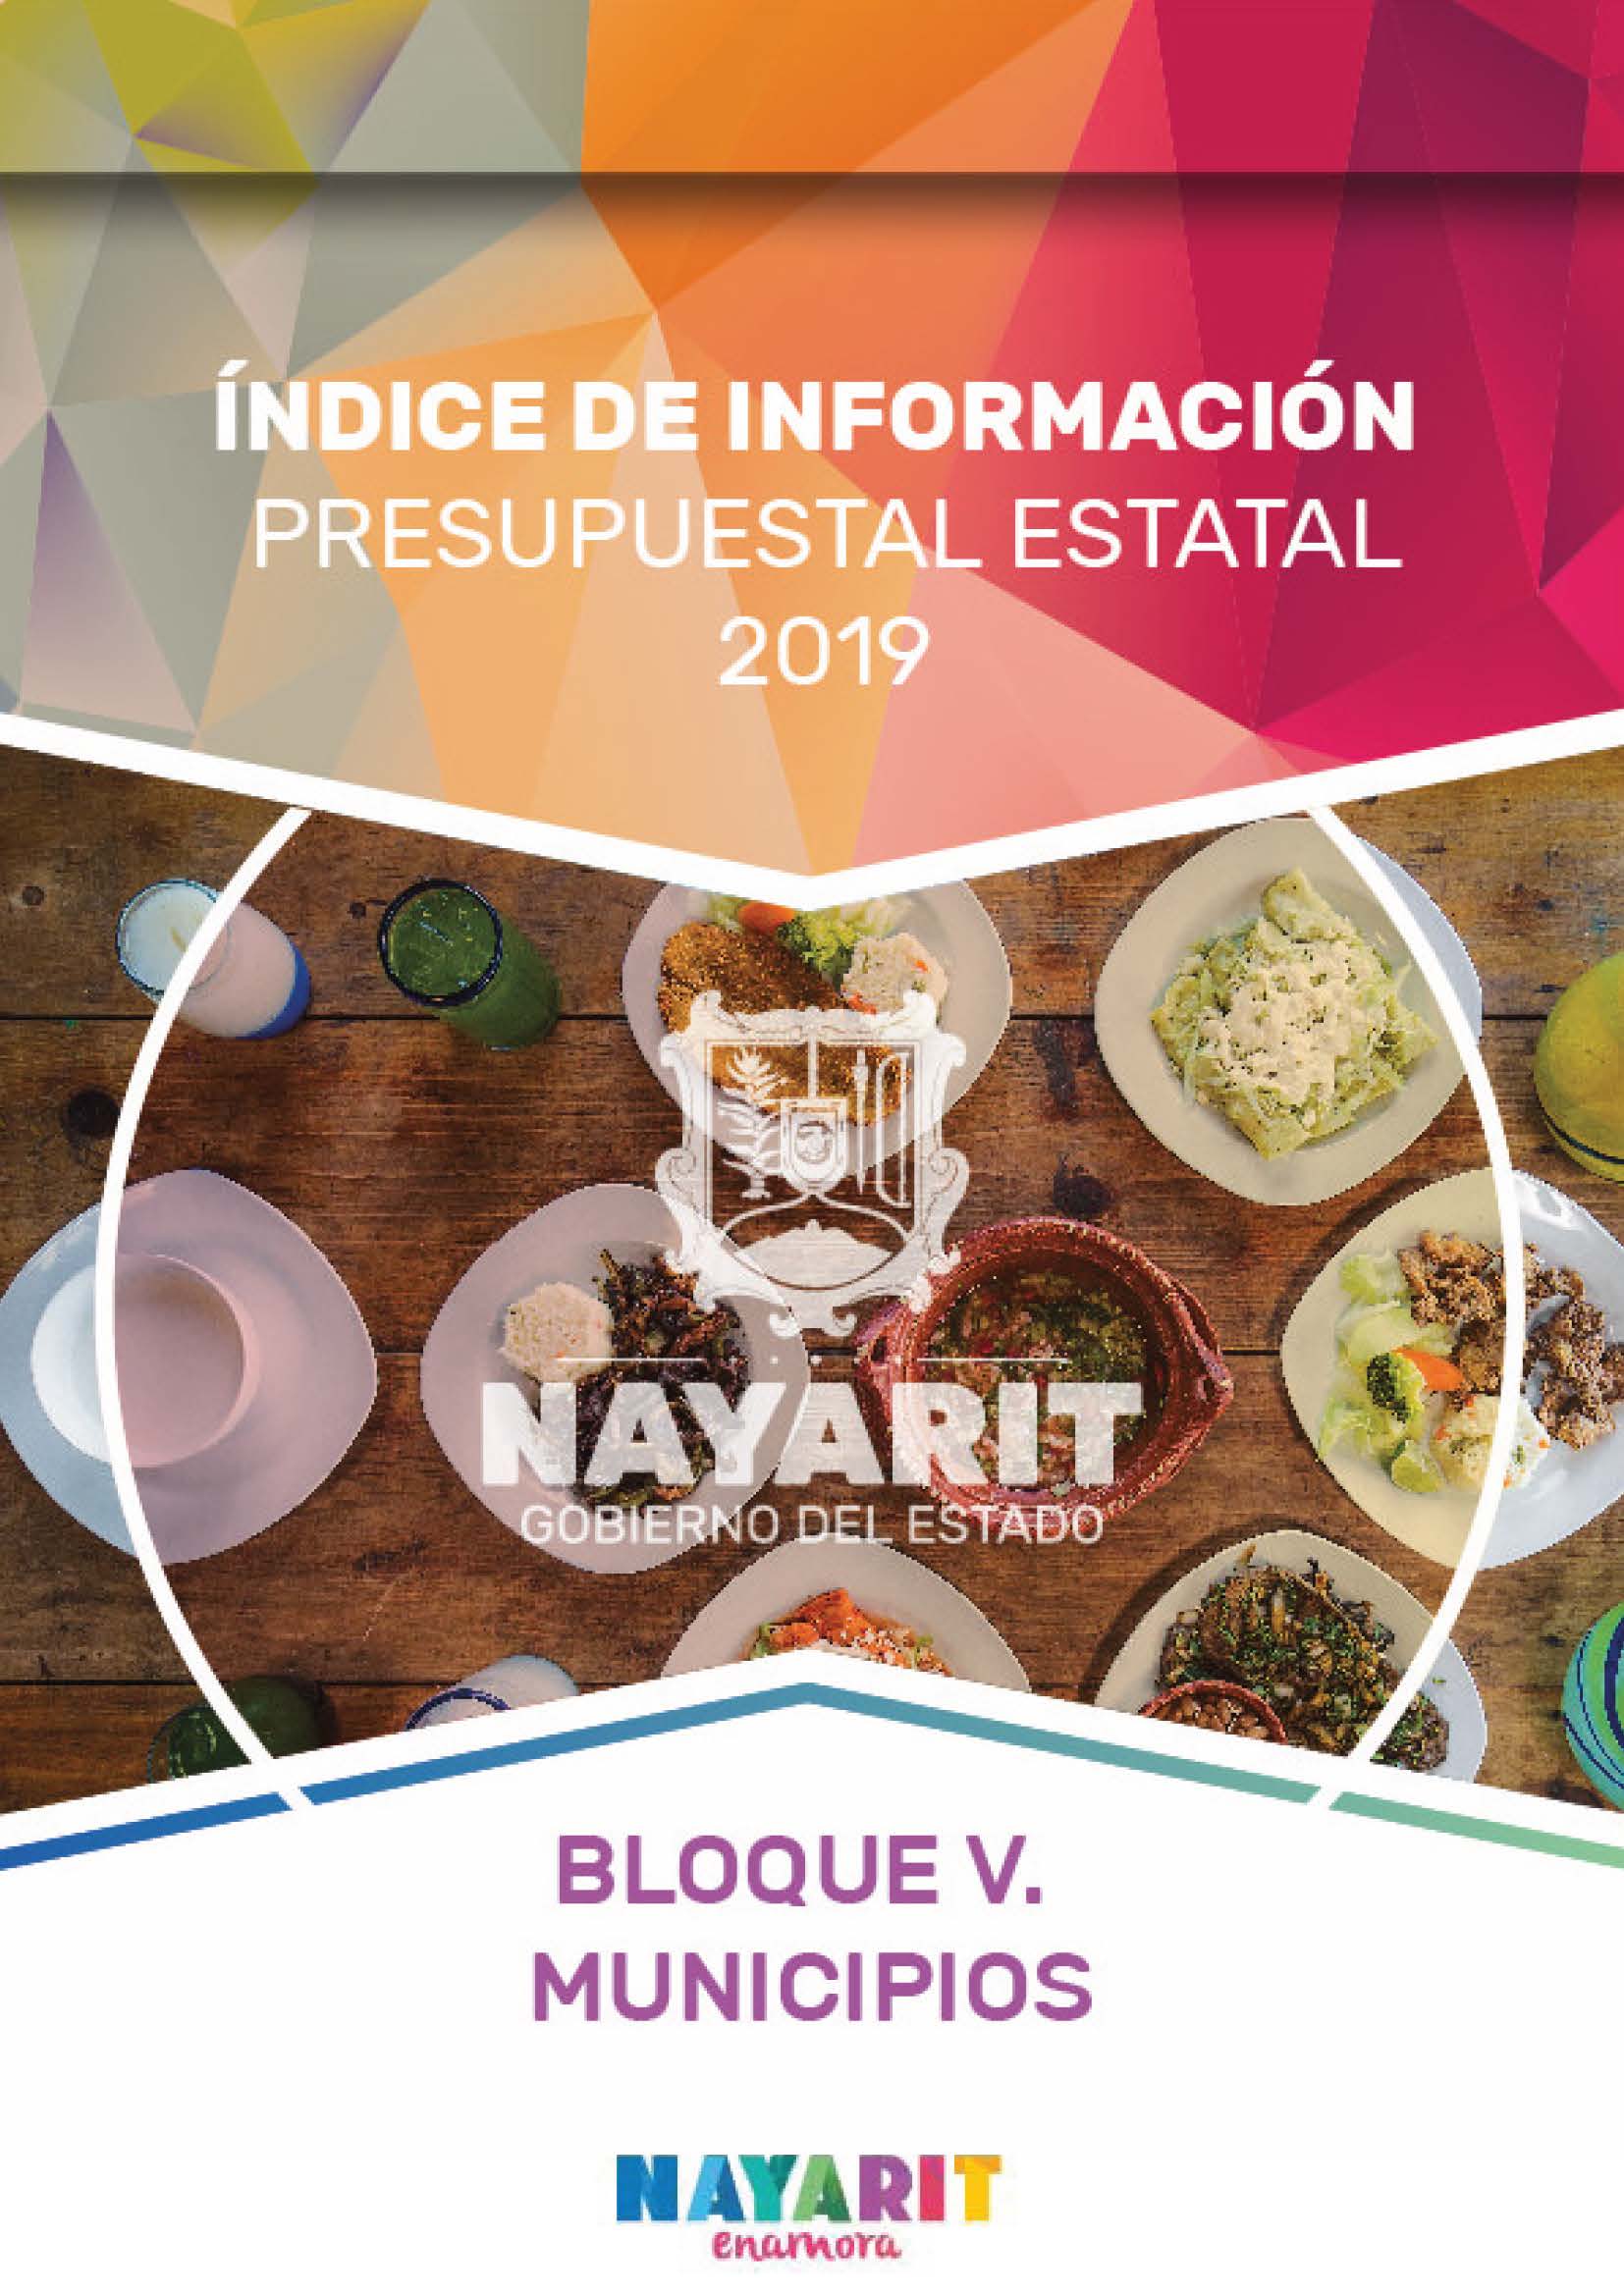 ÍNDICE DE INFORMACIÓN
PRESUPUESTAL ESTATAL
2019
NAYARIT
GOBIERNO DEL ESTADO
BLOQUE V.
MUNICIPIOS
NAYARIT
enamora